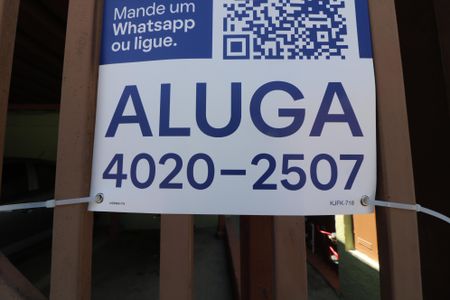 Mande um
Whatsapp
ou ligue.
ALUGA
4020-2507
KJFK-718